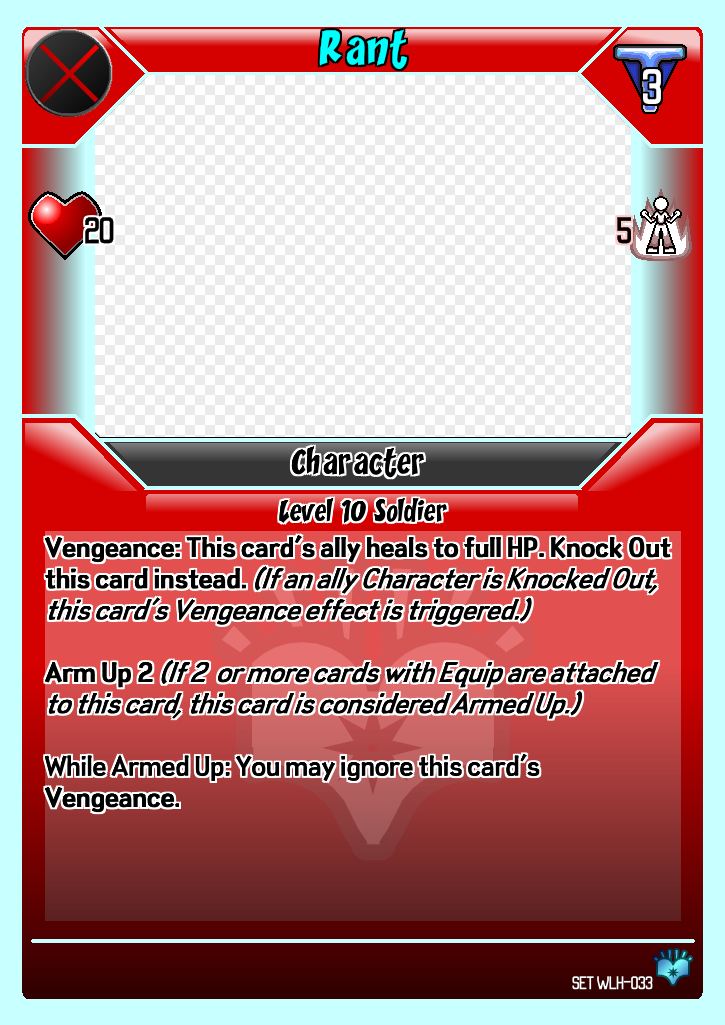 Rant
3
20
5
Character
Level 10 Soldier
Vengeance: This card's ally heals to full HP. Knock Out
this card instead. (If an ally Character is Knocked Out,
this card's Vengeance effect is triggered.)
Arm Up 2 (If 2 or more cards with Equip are attached
to this card, this card is considered Armed Up.)
While Armed Up: You may ignore this card's
Vengeance.
SET WLH-033